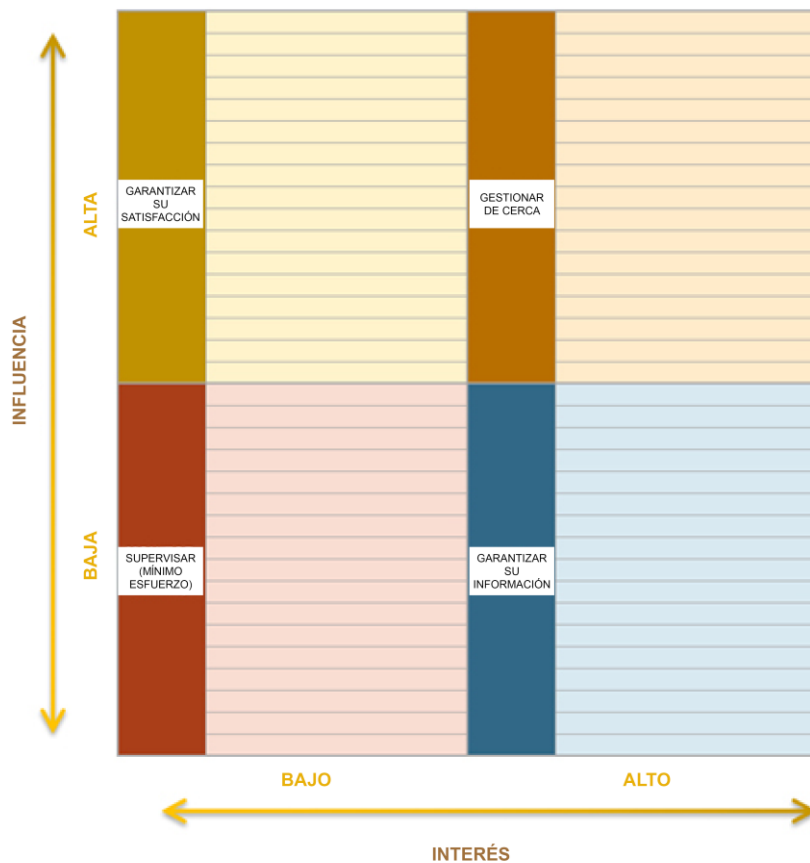 GARANTIZAR
SU
SATISFACCIÓN
GESTIONAR
DE CERCA
ALTA
INFLUENCIA
BAJA
SUPERVISAR
(MÍNIMO
ESFUERZO)
GARANTIZAR
SU
INFORMACIÓN
BAJO
ALTO
INTERÉS